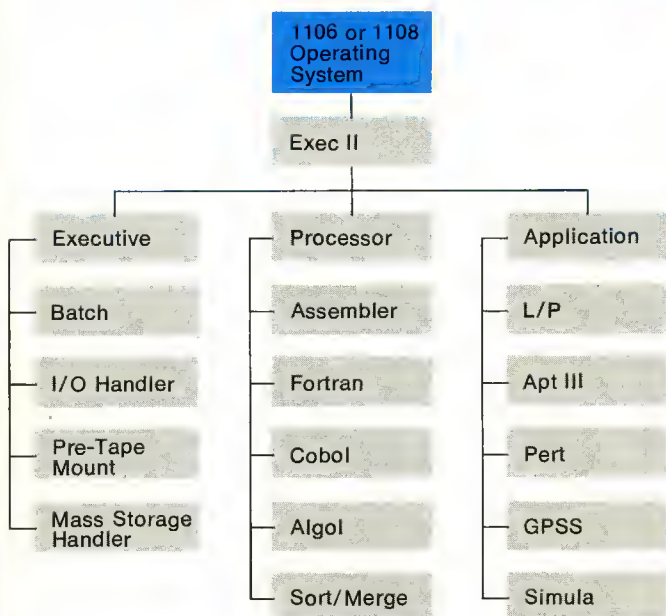 1106 or 1108
Operating
System
Exec II
Executive
Batch
I/O Handler
Pre-Tape
Mount
Mass Storage
Handler
Processor
Assembler
Fortran
Cobol
Algol
Sort/Merge
Application
L/P
Apt III
Pert
GPSS
Simula